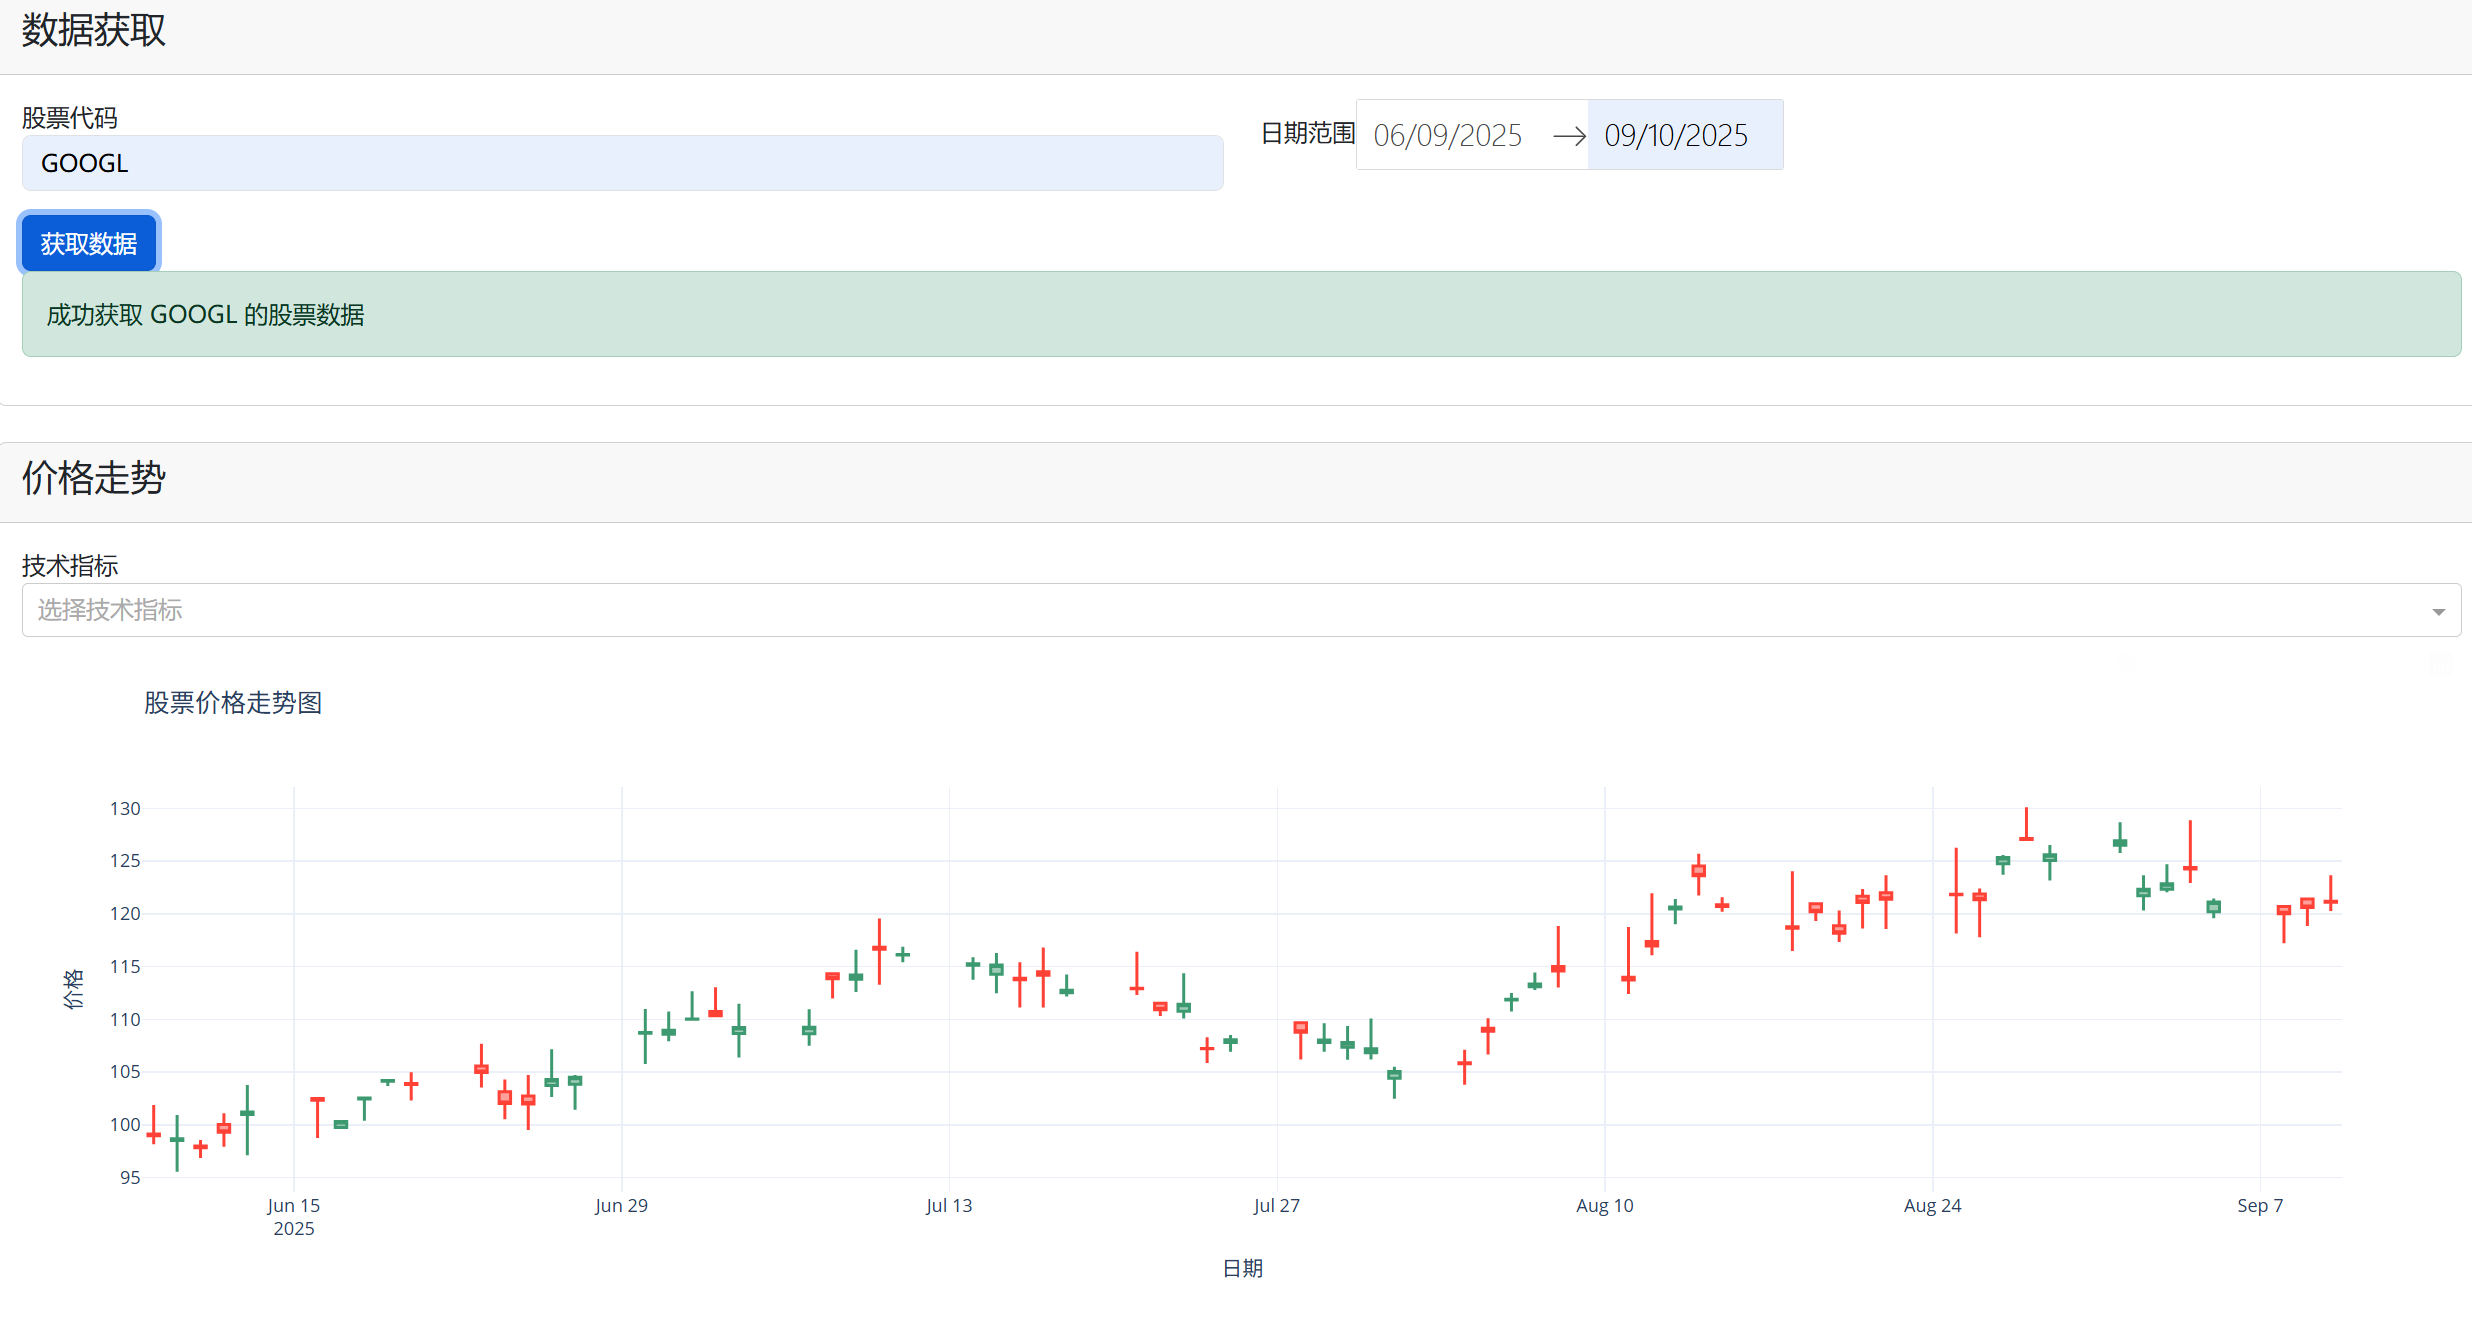 数据获取
股票代码
GOOGL
日期范围
06/09/2025 → 09/10/2025
获取数据
成功获取 GOOGL 的股票数据
价格走势
技术指标
选择技术指标
股票价格走势图
130
125
120
115
110
105
100
95
价格
Jun 15 2025
Jun 29
Jul 13
Jul 27
Aug 10
Aug 24
Sep 7
日期